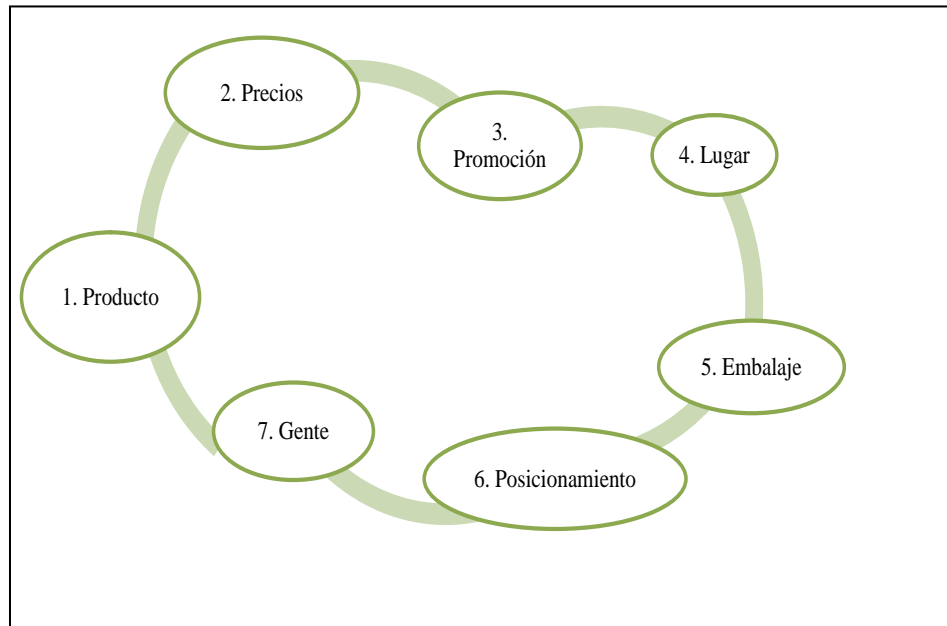 1. Producto
2. Precios
3.
Promoción
4. Lugar
5. Embalaje
6. Posicionamiento
7. Gente